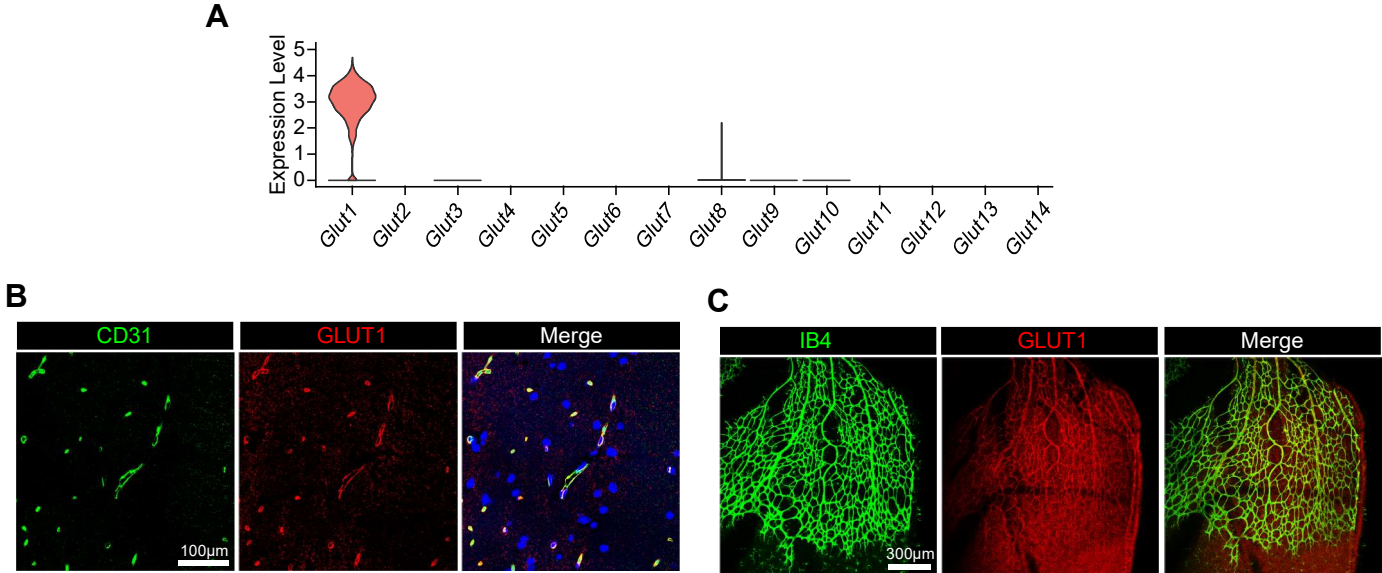 A
Expression Level
5
4
3
2
1
0
Glut1 Glut2 Glut3 Glut4 Glut5 Glut6 Glut7 Glut8 Glut9 Glut10 Glut11 Glut12 Glut13 Glut14
B
CD31 GLUT1 Merge
100μm
C
IB4 GLUT1 Merge
300μm